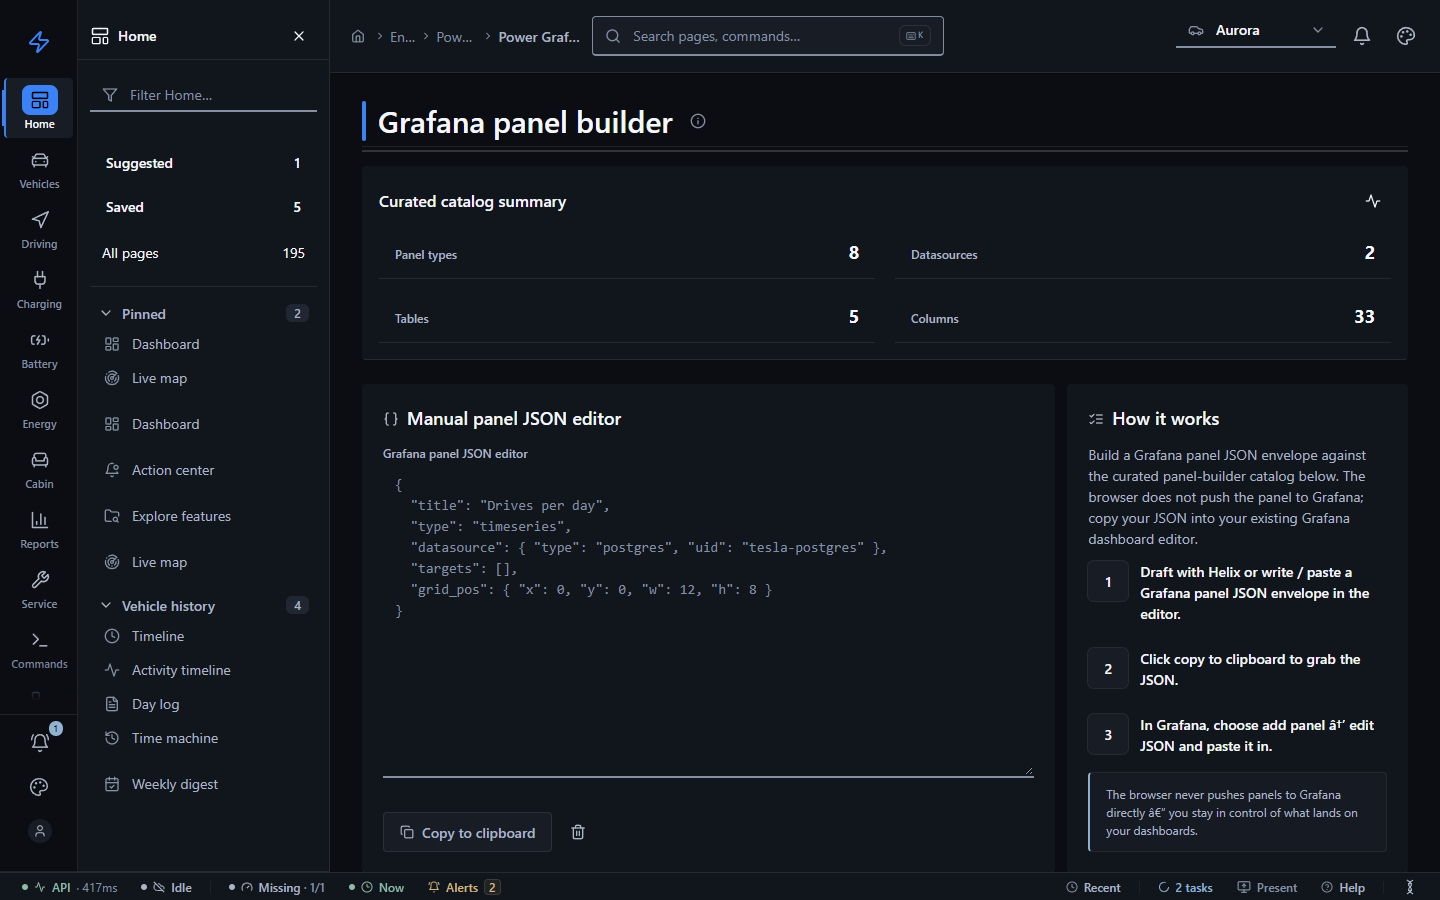 Home
Vehicles
Driving
Charging
Battery
Energy
Cabin
Reports
Service
Commands
1
Home
Filter Home...
Suggested 1
Saved 5
All pages 195
Pinned 2
Dashboard
Live map
Dashboard
Action center
Explore features
Live map
Vehicle history 4
Timeline
Activity timeline
Day log
Time machine
Weekly digest
En... Pow... Power Graf...
Search pages, commands... K
Aurora
Grafana panel builder
Curated catalog summary
Panel types 8
Datasources 2
Tables 5
Columns 33
Manual panel JSON editor
Grafana panel JSON editor
{
"title": "Drives per day",
"type": "timeseries",
"datasource": { "type": "postgres", "uid": "tesla-postgres" },
"targets": [],
"grid_pos": { "x": 0, "y": 0, "w": 12, "h": 8 }
}
Copy to clipboard
How it works
Build a Grafana panel JSON envelope against
the curated panel-builder catalog below. The
browser does not push the panel to Grafana;
copy your JSON into your existing Grafana
dashboard editor.
1 Draft with Helix or write / paste a
Grafana panel JSON envelope in the
editor.
2 Click copy to clipboard to grab the
JSON.
3 In Grafana, choose add panel â†’ edit
JSON and paste it in.
The browser never pushes panels to Grafana
directly â€” you stay in control of what lands on
your dashboards.
API · 417ms Idle Missing · 1/1 Now Alerts 2 Recent 2 tasks Present Help